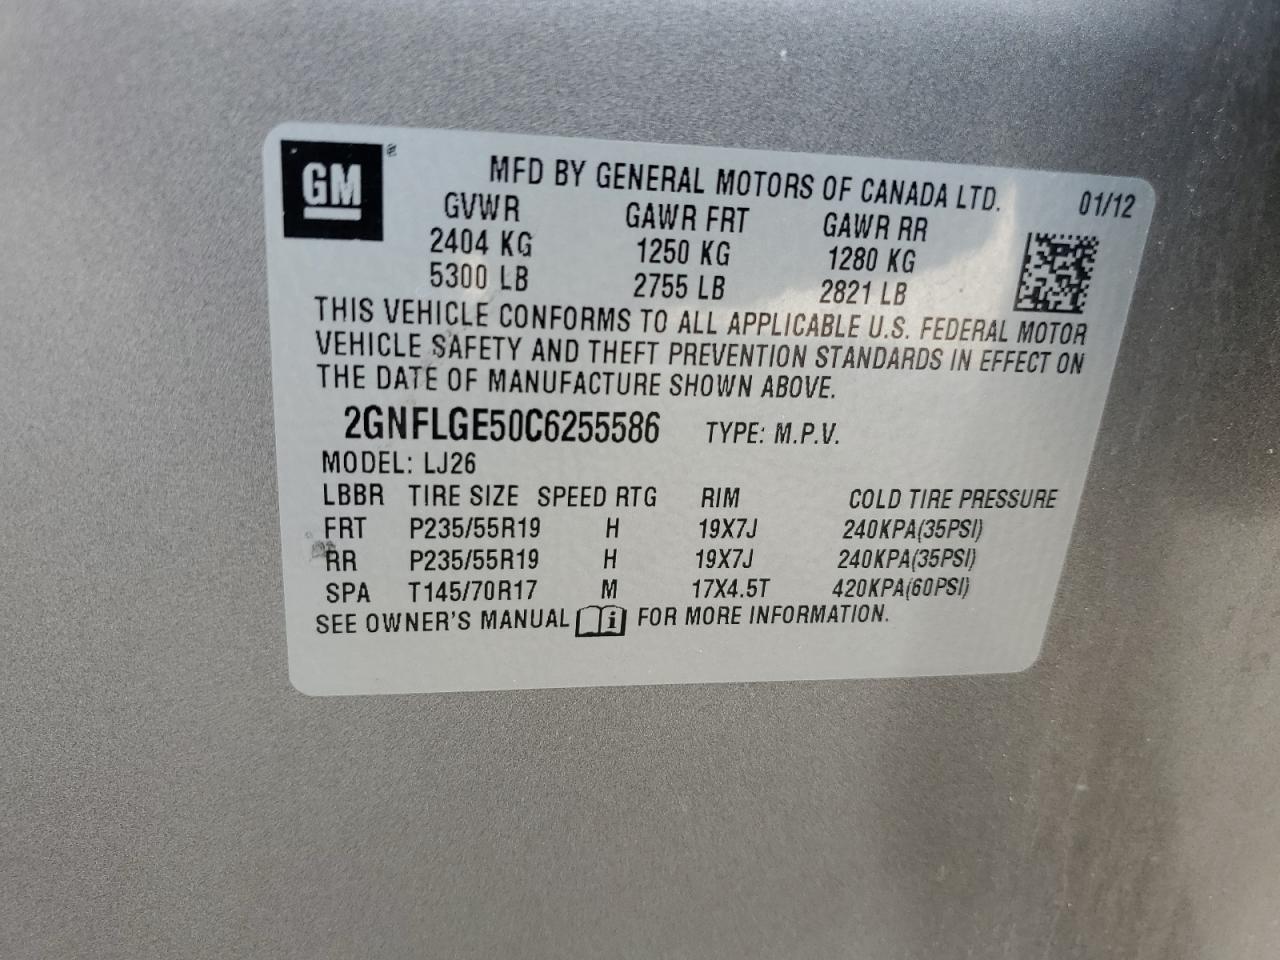 GM ®
MFD BY GENERAL MOTORS OF CANADA LTD. 01/12
GVWR GAWR FRT GAWR RR
2404 KG 1250 KG 1280 KG
5300 LB 2755 LB 2821 LB
THIS VEHICLE CONFORMS TO ALL APPLICABLE U.S. FEDERAL MOTOR
VEHICLE SAFETY AND THEFT PREVENTION STANDARDS IN EFFECT ON
THE DATE OF MANUFACTURE SHOWN ABOVE.
2GNFLGE50C6255586 TYPE: M.P.V.
MODEL: LJ26
LBBR TIRE SIZE SPEED RTG RIM COLD TIRE PRESSURE
FRT P235/55R19 H 19X7J 240KPA(35PSI)
RR P235/55R19 H 19X7J 240KPA(35PSI)
SPA T145/70R17 M 17X4.5T 420KPA(60PSI)
SEE OWNER'S MANUAL i FOR MORE INFORMATION.